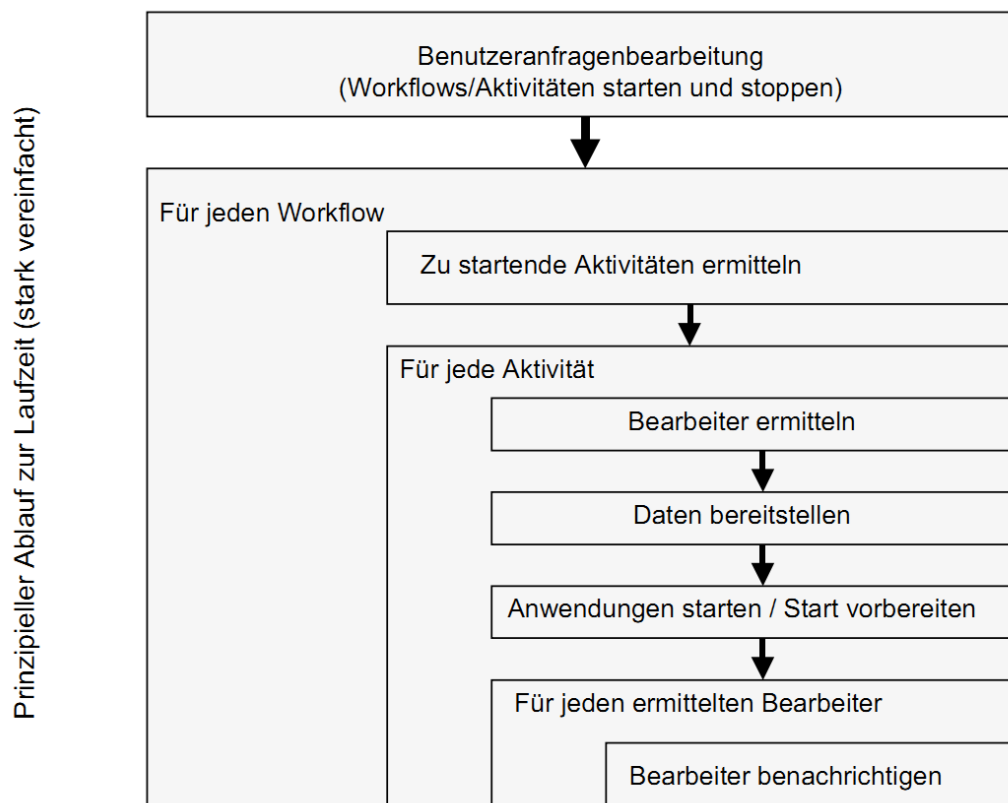 Prinzipieller Ablauf zur Laufzeit (stark vereinfacht)
Benutzeranfragenbearbeitung
(Workflows/Aktivitäten starten und stoppen)
Für jeden Workflow
Zu startende Aktivitäten ermitteln
Für jede Aktivität
Bearbeiter ermitteln
Daten bereitstellen
Anwendungen starten / Start vorbereiten
Für jeden ermittelten Bearbeiter
Bearbeiter benachrichtigen